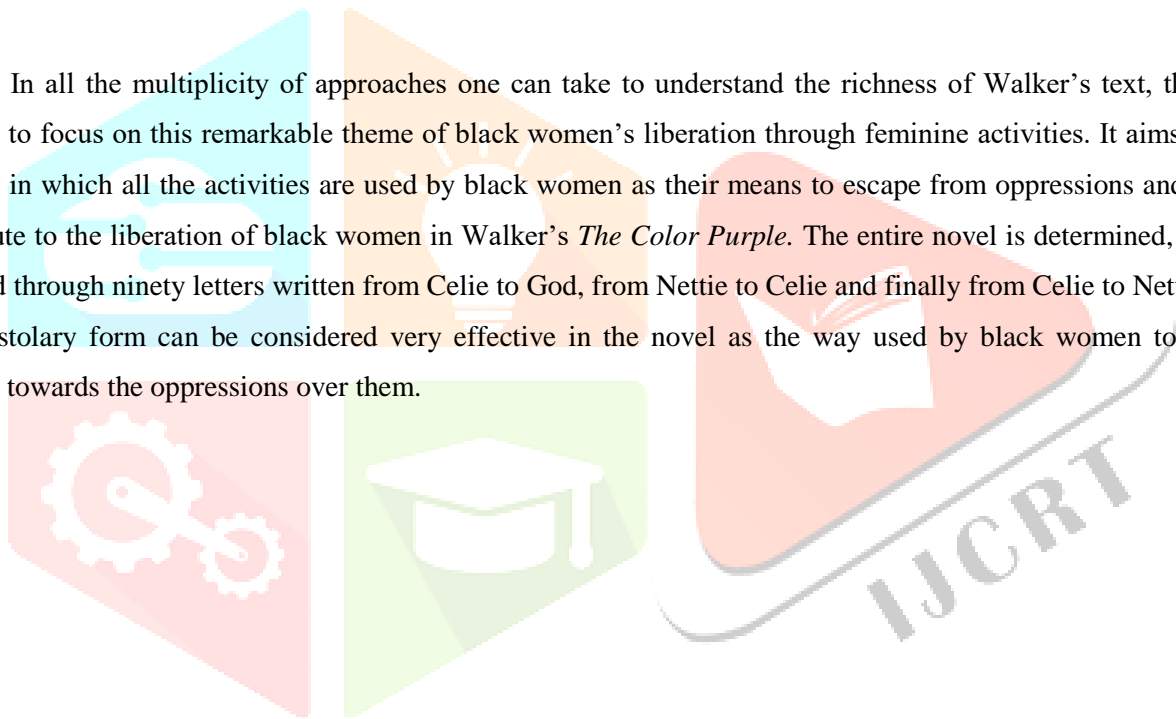 In all the multiplicity of approaches one can take to understand the richness of Walker’s text,
to focus on this remarkable theme of black women’s liberation through feminine activities. It aims
in which all the activities are used by black women as their means to escape from oppressions and
to the liberation of black women in Walker’s The Color Purple. The entire novel is determined,
through ninety letters written from Celie to God, from Nettie to Celie and finally from Celie to
form can be considered very effective in the novel as the way used by black women to
towards the oppressions over them.
IJCRT